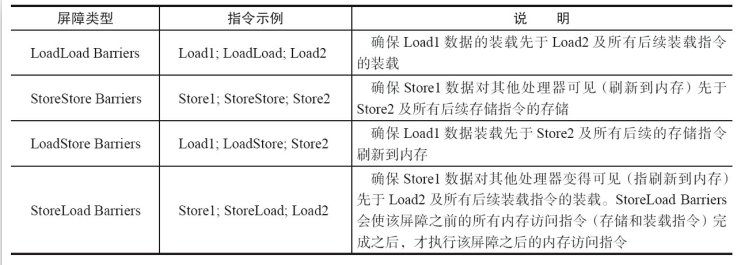 屏障类型 指令示例 说 明
LoadLoad Barriers Load1; LoadLoad; Load2 确保 Load1 数据的装载先于 Load2 及所有后续装载指令
的装载
StoreStore Barriers Store1; StoreStore; Store2 确保 Store1 数据对其他处理器可见（刷新到内存）先于
Store2 及所有后续存储指令的存储
LoadStore Barriers Load1; LoadStore; Store2 确保 Load1 数据装载先于 Store2 及所有后续的存储指令
刷新到内存
StoreLoad Barriers Store1; StoreLoad; Load2 确保 Store1 数据对其他处理器变得可见（指刷新到内存）
先于 Load2 及所有后续装载指令的装载。StoreLoad Barriers
会使该屏障之前的所有内存访问指令（存储和装载指令）完
成之后，才执行该屏障之后的内存访问指令